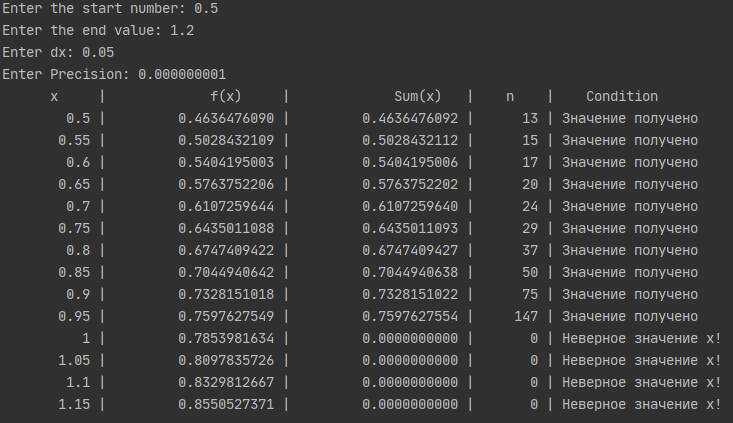 Enter the start number: 0.5
Enter the end value: 1.2
Enter dx: 0.05
Enter Precision: 0.000000001
x | f(x) | Sum(x) | n | Condition
0.5 | 0.4636476090 | 0.4636476092 | 13 | Значение получено
0.55 | 0.5028432109 | 0.5028432112 | 15 | Значение получено
0.6 | 0.5404195003 | 0.5404195006 | 17 | Значение получено
0.65 | 0.5763752206 | 0.5763752202 | 20 | Значение получено
0.7 | 0.6107259644 | 0.6107259640 | 24 | Значение получено
0.75 | 0.6435011088 | 0.6435011093 | 29 | Значение получено
0.8 | 0.6747409422 | 0.6747409427 | 37 | Значение получено
0.85 | 0.7044940642 | 0.7044940638 | 50 | Значение получено
0.9 | 0.7328151018 | 0.7328151022 | 75 | Значение получено
0.95 | 0.7597627549 | 0.7597627554 | 147 | Значение получено
1 | 0.7853981634 | 0.0000000000 | 0 | Неверное значение x!
1.05 | 0.8097835726 | 0.0000000000 | 0 | Неверное значение x!
1.1 | 0.8329812667 | 0.0000000000 | 0 | Неверное значение x!
1.15 | 0.8550527371 | 0.0000000000 | 0 | Неверное значение x!